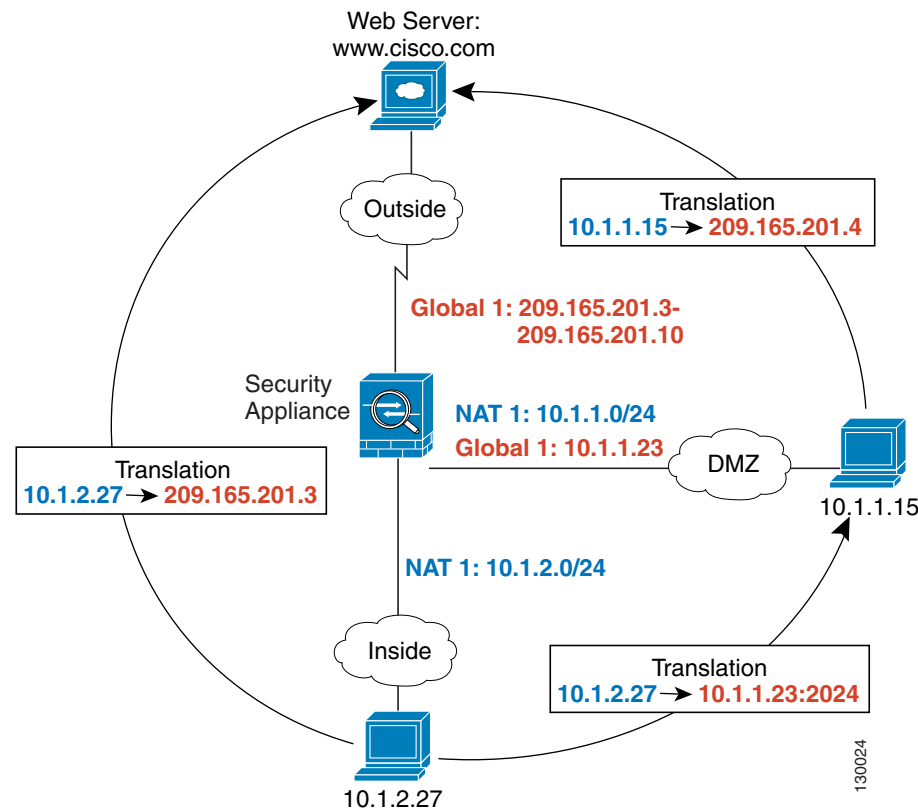 Web Server:
www.cisco.com
Outside
Translation
10.1.1.15 209.165.201.4
Global 1: 209.165.201.3-
209.165.201.10
Security
Appliance
NAT 1: 10.1.1.0/24
Global 1: 10.1.1.23
DMZ
10.1.1.15
Translation
10.1.2.27 209.165.201.3
NAT 1: 10.1.2.0/24
Inside
Translation
10.1.2.27 10.1.1.23:2024
10.1.2.27
130024